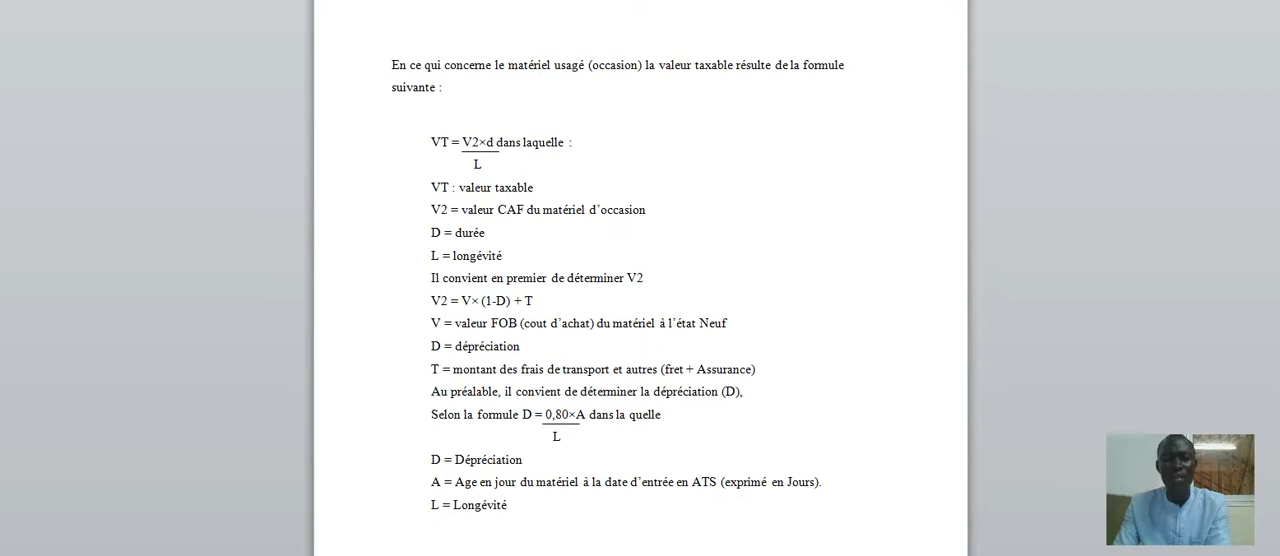 En ce qui concerne le matériel usagé (occasion) la valeur taxable résulte de la formule
suivante :
VT = V2×d dans laquelle :
L
VT : valeur taxable
V2 = valeur CAF du matériel d’occasion
D = durée
L = longévité
Il convient en premier de déterminer V2
V2 = V× (1-D) + T
V = valeur FOB (cout d’achat) du matériel à l’état Neuf
D = dépréciation
T = montant des frais de transport et autres (fret + Assurance)
Au préalable, il convient de déterminer la dépréciation (D),
Selon la formule D = 0,80×A dans la quelle
L
D = Dépréciation
A = Age en jour du matériel à la date d’entrée en ATS (exprimé en Jours).
L = Longévité